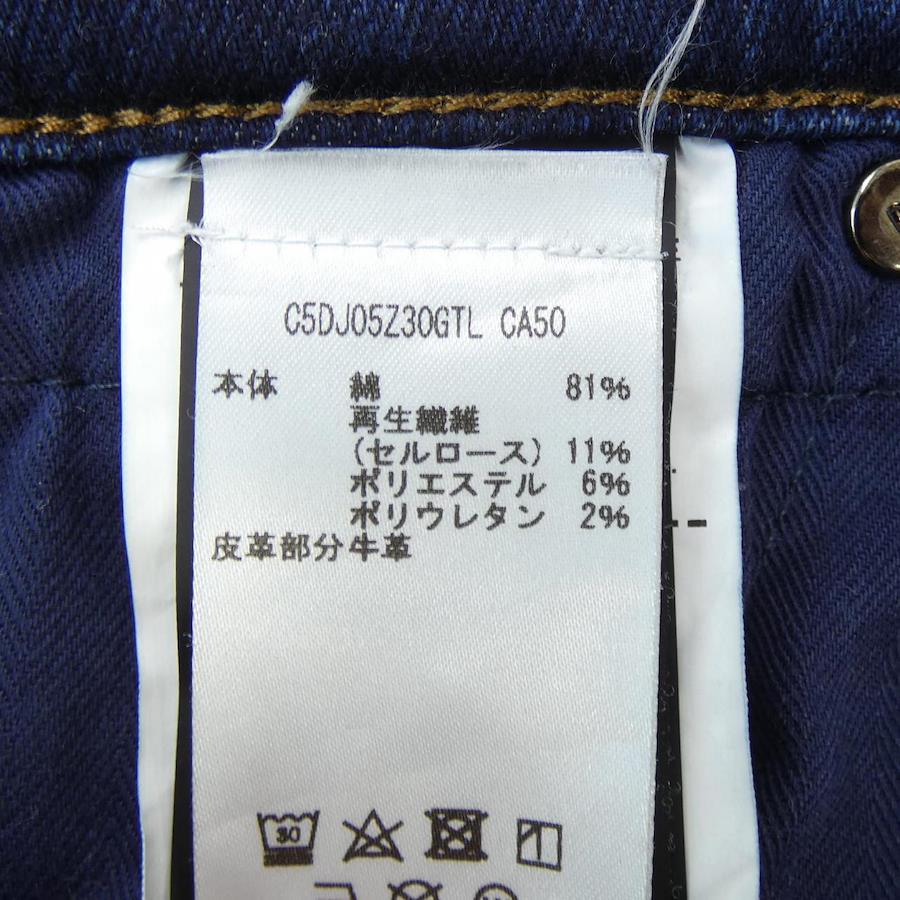 C5DJ05Z30GTL CA50
本体 綿 81%
再生繊維
(セルロース) 11%
ポリエステル 6%
ポリウレタン 2%
皮革部分牛革
30